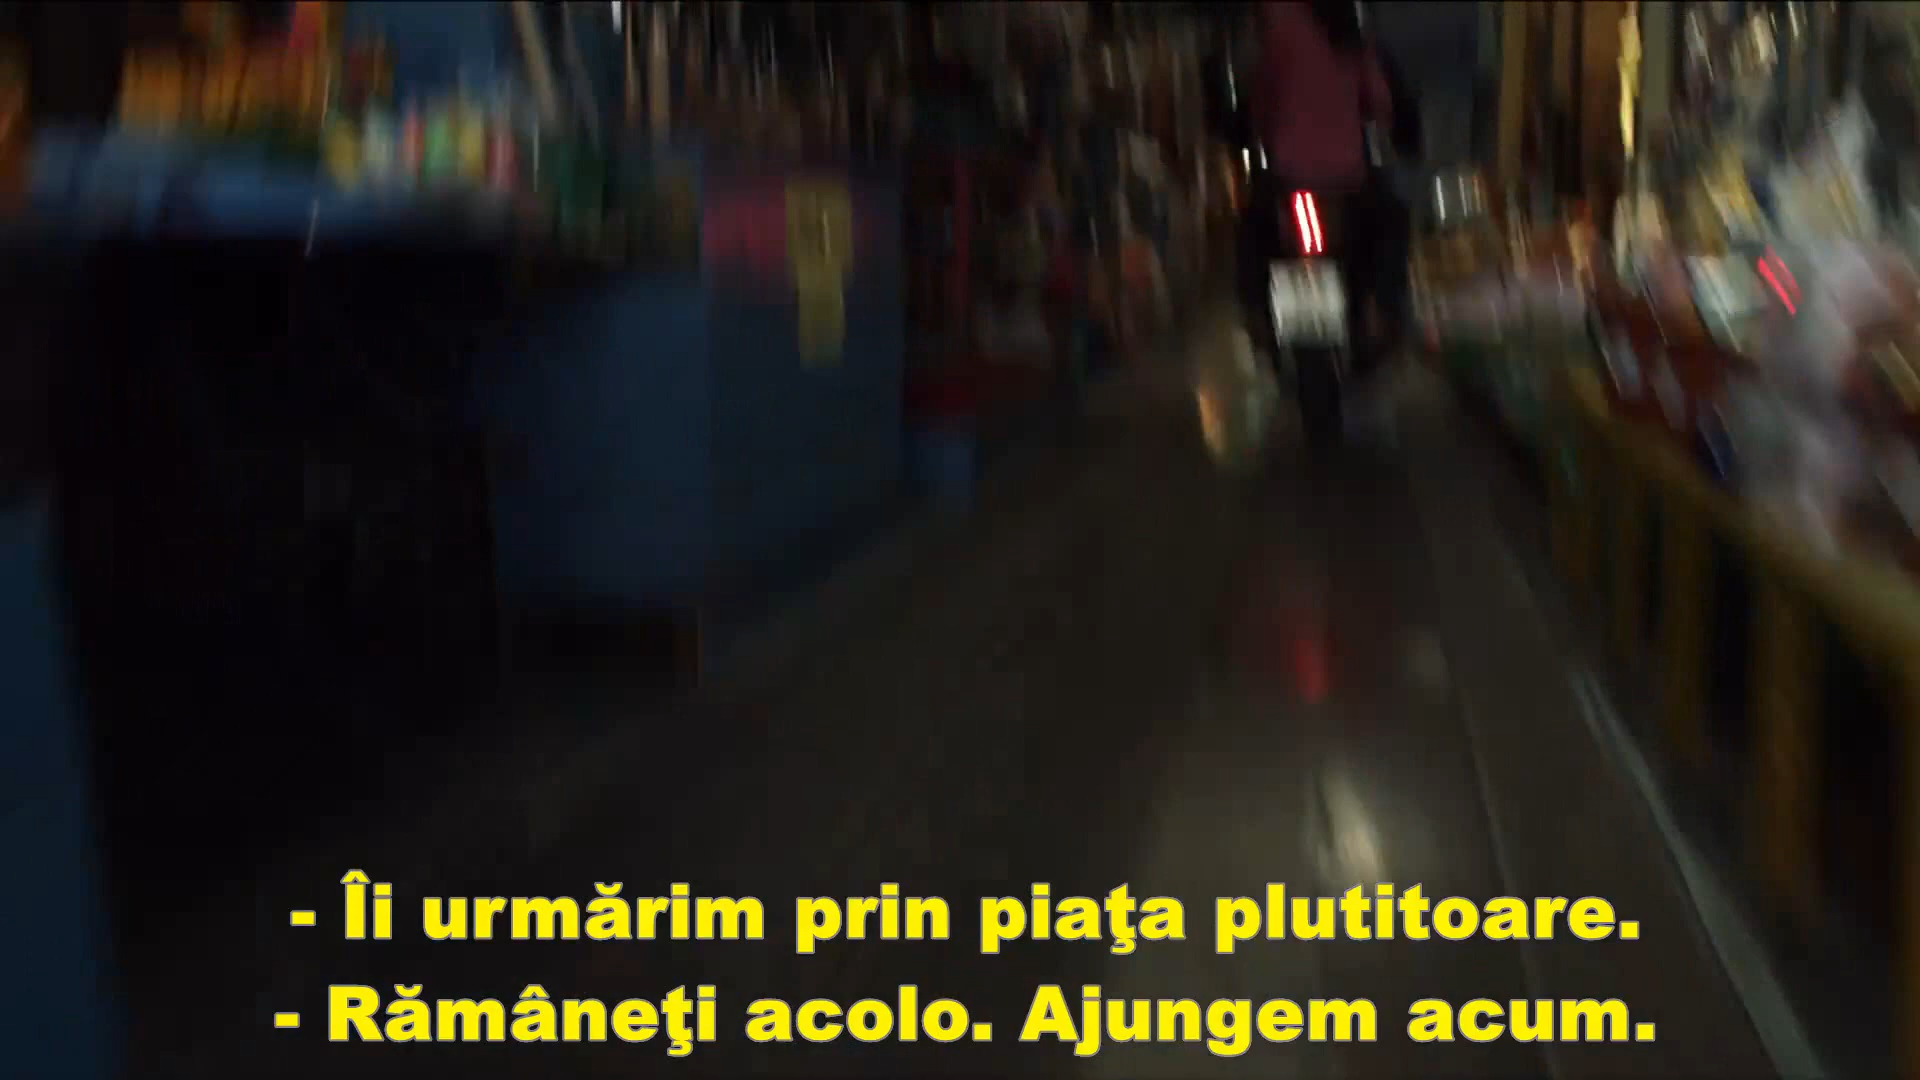 - Îi urmărim prin piaţa plutitoare.
- Rămâneţi acolo. Ajungem acum.